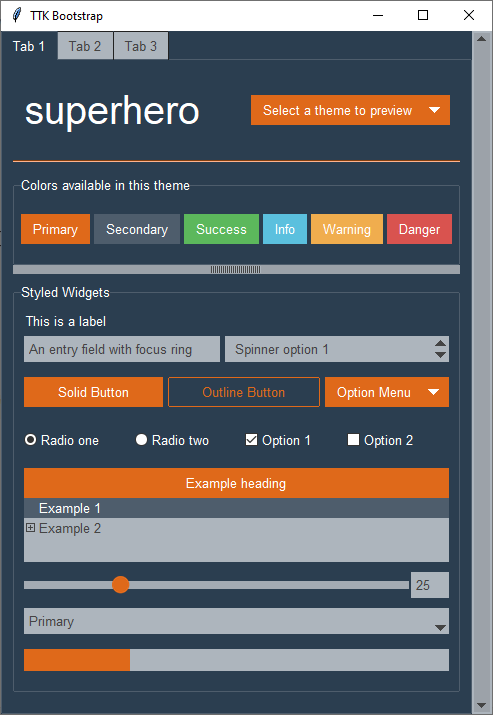 TTK Bootstrap
Tab 1 Tab 2 Tab 3
superhero
Select a theme to preview
Colors available in this theme
Primary Secondary Success Info Warning Danger
Styled Widgets
This is a label
An entry field with focus ring Spinner option 1
Solid Button Outline Button Option Menu
Radio one Radio two Option 1 Option 2
Example heading
Example 1
Example 2
25
Primary